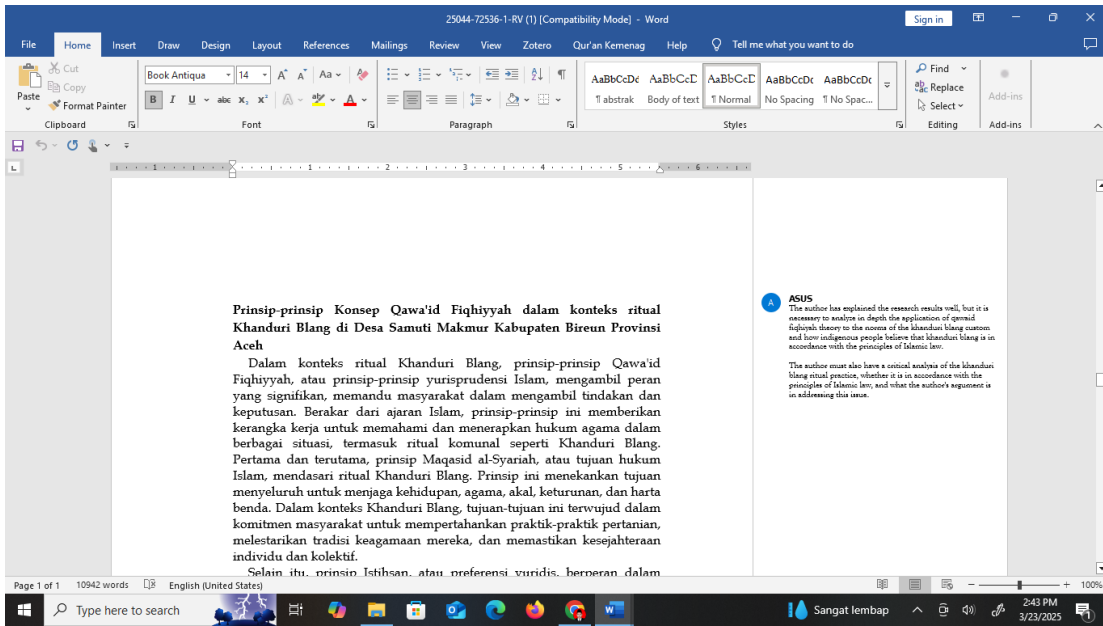 25044-72536-1-RV (1) [Compatibility Mode] - Word
Sign in
File Home Insert Draw Design Layout References Mailings Review View Zotero Qur'an Kemenag Help Tell me what you want to do
Paste
Cut
Copy
Format Painter
Clipboard
Book Antiqua 14
Font
Paragraph
AaBbCcDd AaBbCcD AaBbCcD AaBbCcDc AaBbCcDc
¶ abstrak Body of text ¶ Normal No Spacing ¶ No Spac...
Styles
Find
Replace
Select
Editing
Add-ins
Add-ins
Prinsip-prinsip Konsep Qawa'id Fiqhiyyah dalam konteks ritual
Khanduri Blang di Desa Samuti Makmur Kabupaten Bireun Provinsi
Aceh
Dalam konteks ritual Khanduri Blang, prinsip-prinsip Qawa'id
Fiqhiyyah, atau prinsip-prinsip yurisprudensi Islam, mengambil peran
yang signifikan, memandu masyarakat dalam mengambil tindakan dan
keputusan. Berakar dari ajaran Islam, prinsip-prinsip ini memberikan
kerangka kerja untuk memahami dan menerapkan hukum agama dalam
berbagai situasi, termasuk ritual komunal seperti Khanduri Blang.
Pertama dan terutama, prinsip Maqasid al-Syariah, atau tujuan hukum
Islam, mendasari ritual Khanduri Blang. Prinsip ini menekankan tujuan
menyeluruh untuk menjaga kehidupan, agama, akal, keturunan, dan harta
benda. Dalam konteks Khanduri Blang, tujuan-tujuan ini terwujud dalam
komitmen masyarakat untuk mempertahankan praktik-praktik pertanian,
melestarikan tradisi keagamaan mereka, dan memastikan kesejahteraan
individu dan kolektif.
Selain itu, prinsip Istihsan, atau preferensi yuridis, berperan dalam
A
ASUS
The author has explained the research results well, but it is
necessary to analyze in depth the application of qawaid
fiqhiyah theory to the norms of the khanduri blang custom
and how indigenous people believe that khanduri blang is in
accordance with the principles of Islamic law.
The author must also have a critical analysis of the khanduri
blang ritual practice, whether it is in accordance with the
principles of Islamic law, and what the author's argument is
in addressing this issue.
Page 1 of 1 10942 words English (United States) 100%
Type here to search
Sangat lembap
2:43 PM
3/23/2025